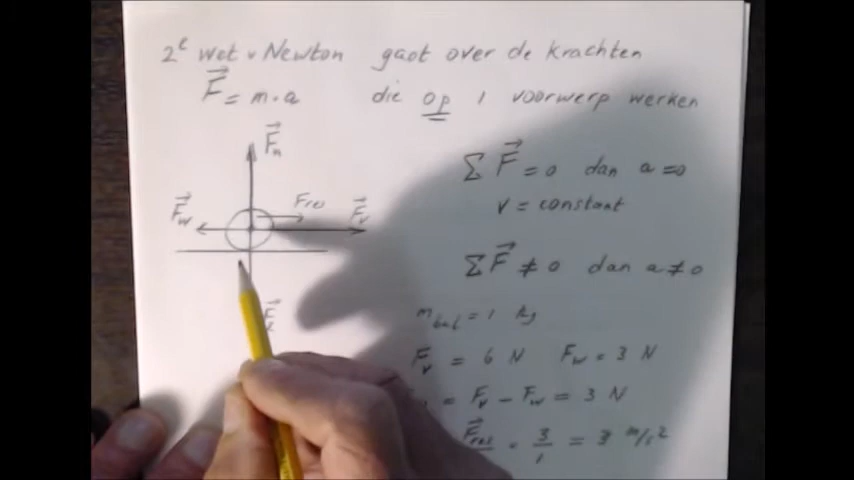 2e wet v Newton gaat over de krachten
F = m · a die op 1 voorwerp werken
Fn
Fw Fres Fv
ΣF = 0 dan a = 0
v = constant
ΣF ≠ 0 dan a ≠ 0
m bal = 1 kg
Fv = 6 N Fw = 3 N
= Fv - Fw = 3 N
Fres = 3/1 = 3 m/s²